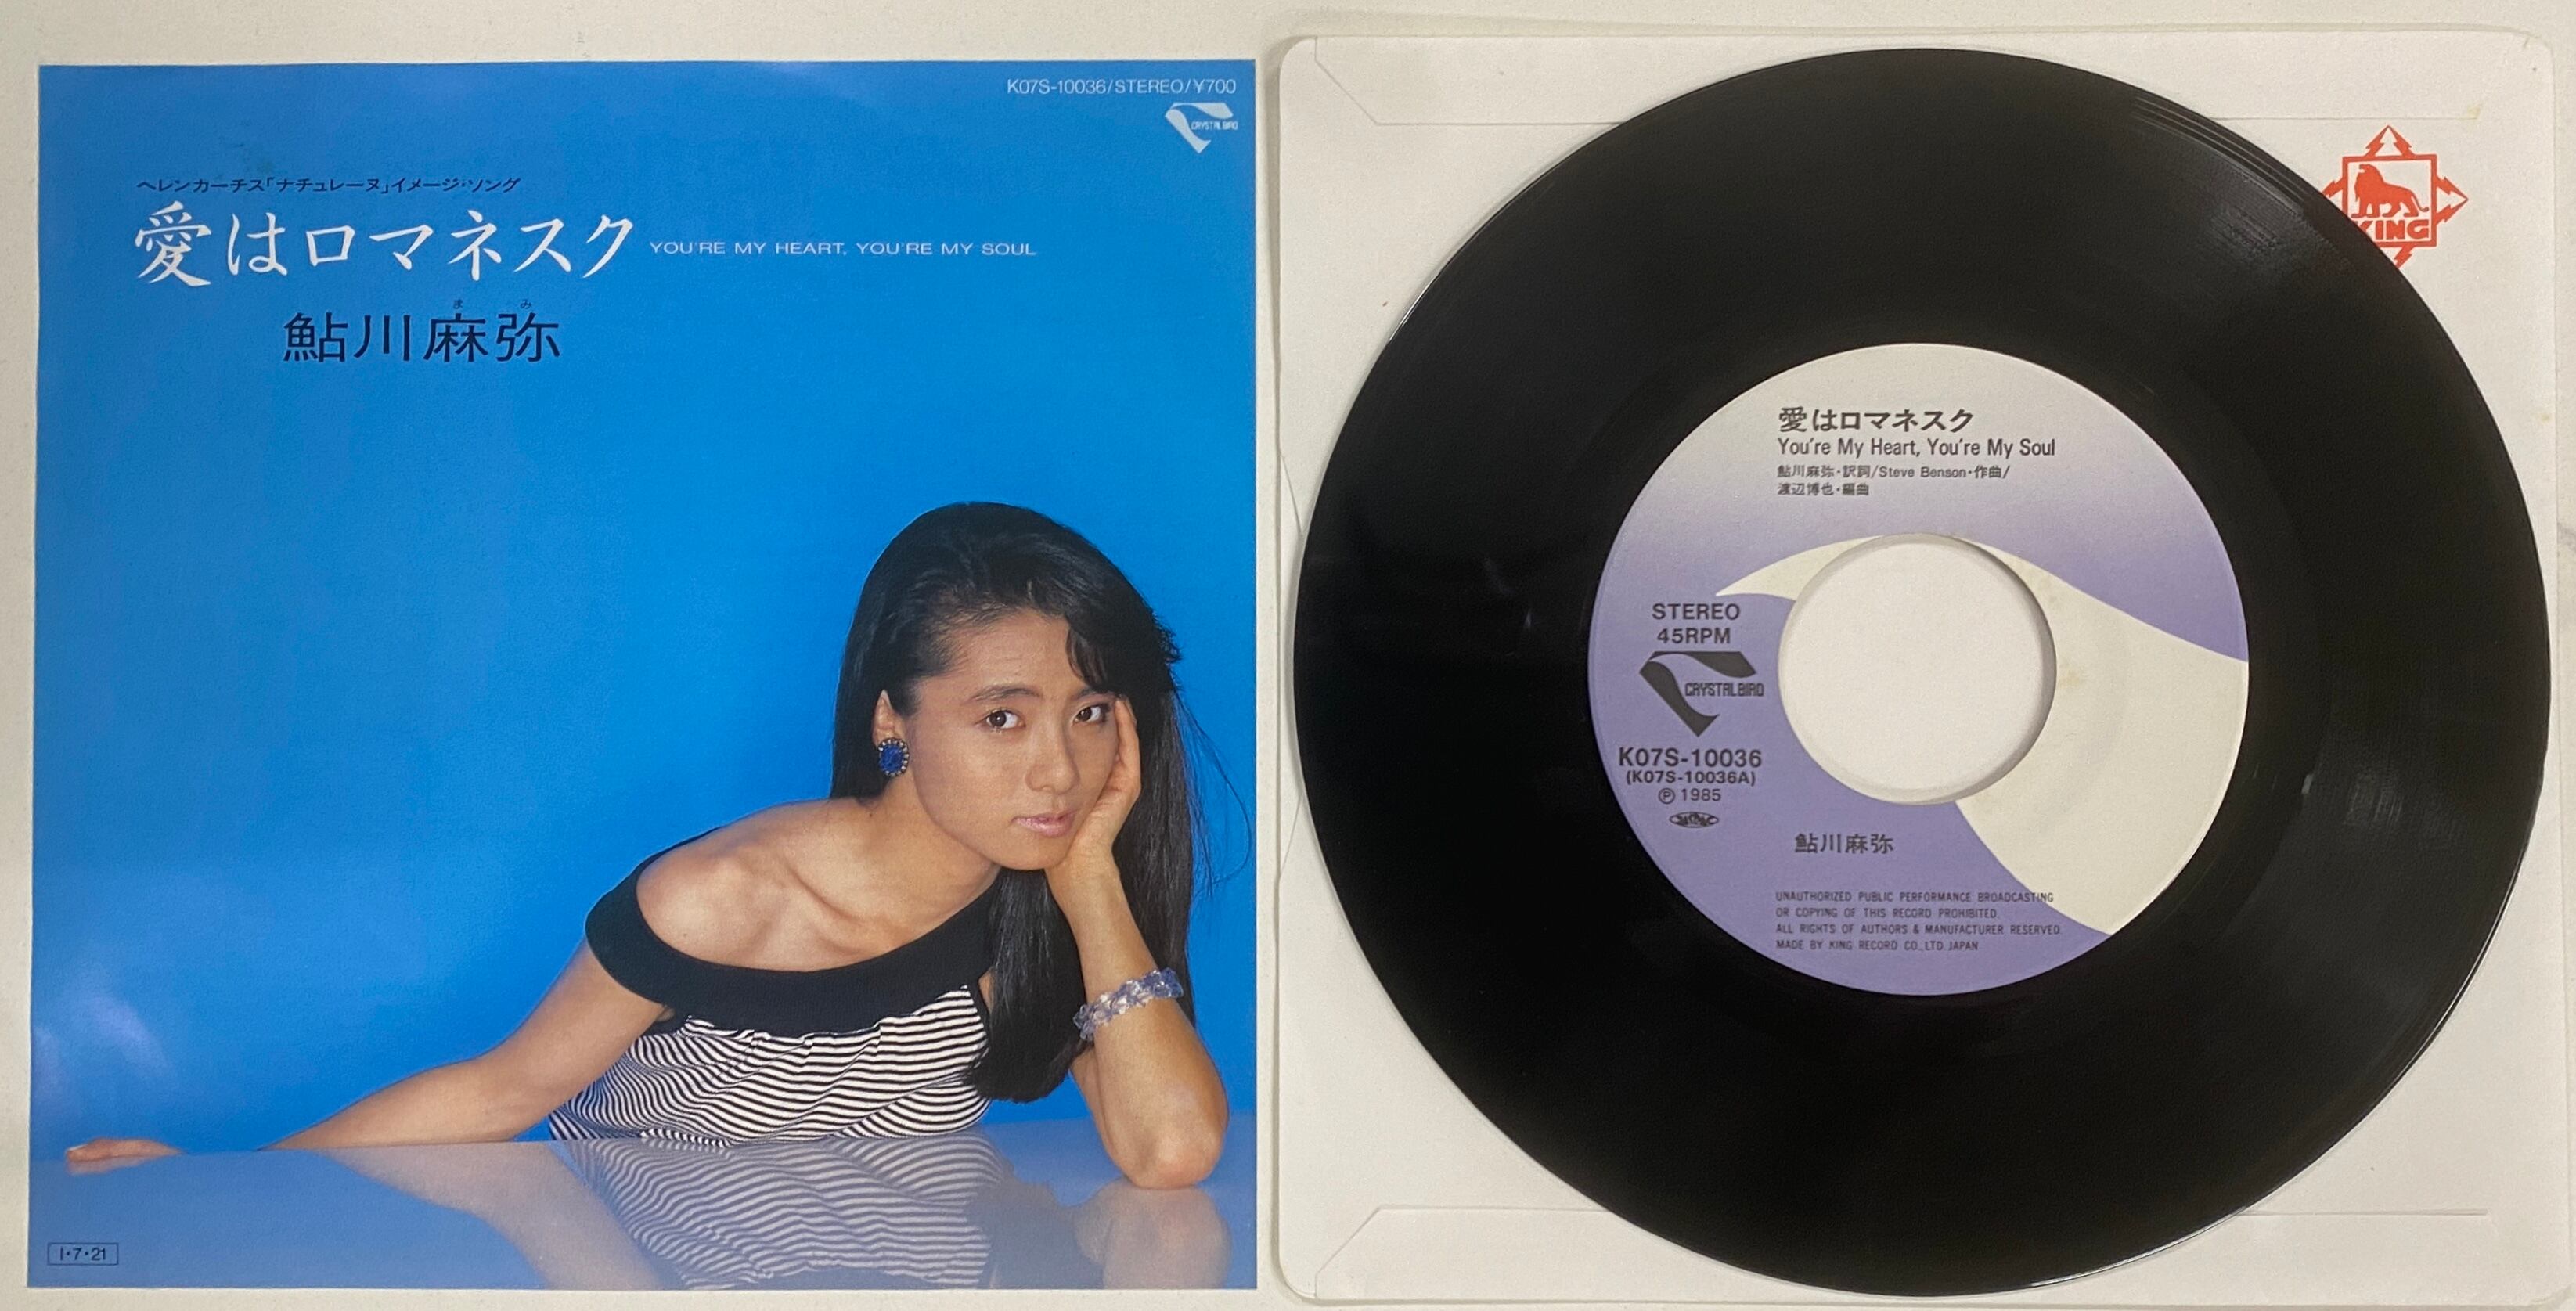 K07S-10036/STEREO/¥700
CRYSTAL BIRD
ヘレンカーチス「ナチュレーヌ」イメージ・ソング
愛はロマネスク YOU'RE MY HEART, YOU'RE MY SOUL
ま み
鮎川麻弥
I・7・21
KING
愛はロマネスク
You're My Heart, You're My Soul
鮎川麻弥・訳詞/Steve Benson・作曲/
渡辺博也・編曲
STEREO
45RPM
CRYSTAL BIRD
K07S-10036
(K07S-10036A)
Ⓟ 1985
鮎川麻弥
UNAUTHORIZED PUBLIC PERFORMANCE BROADCASTING
OR COPYING OF THIS RECORD PROHIBITED.
ALL RIGHTS OF AUTHORS & MANUFACTURER RESERVED.
MADE BY KING RECORD CO.,LTD. JAPAN